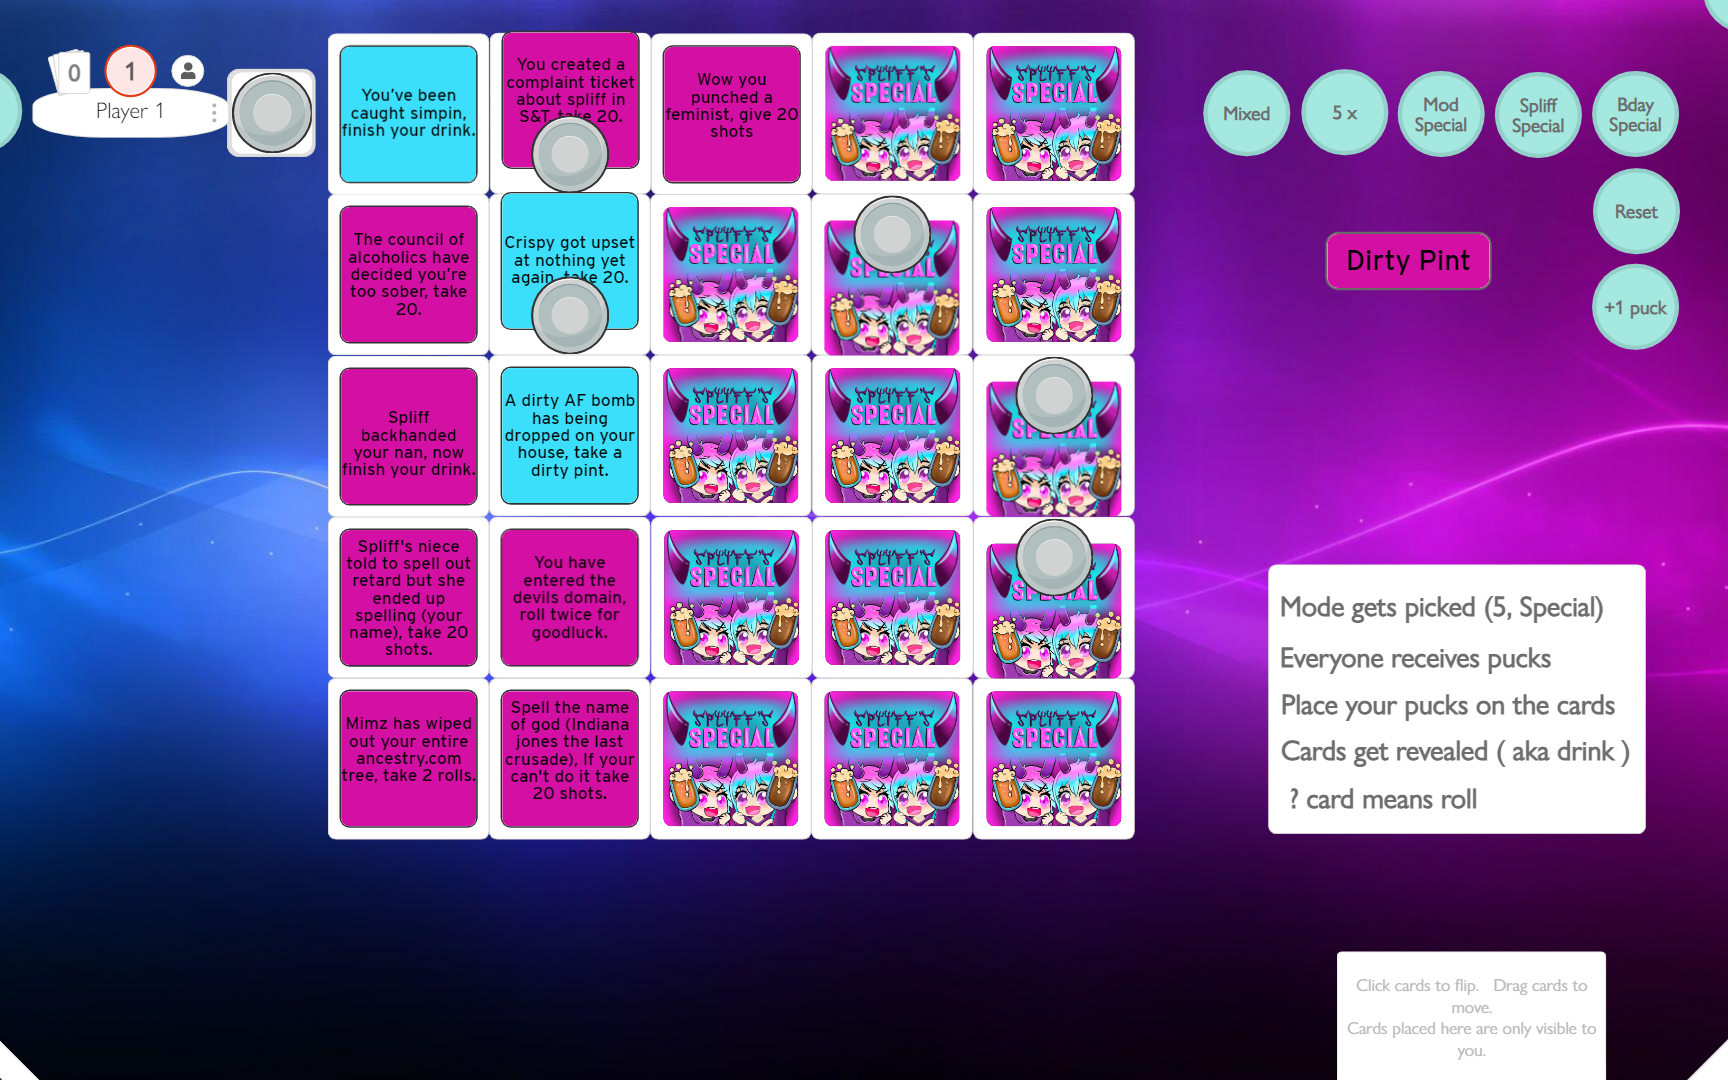 0
1
Player 1
You've been
caught simpin,
finish your drink.
You created a
complaint ticket
about spliff in
S&T, take 20.
Wow you
punched a
feminist, give 20
shots
SPLIFF'S
SPECIAL
SPLIFF'S
SPECIAL
The council of
alcoholics have
decided you're
too sober, take
20.
Crispy got upset
at nothing yet
again, take 20.
SPLIFF'S
SPECIAL
SPLIFF'S
SPECIAL
SPLIFF'S
SPECIAL
Spliff
backhanded
your nan, now
finish your drink.
A dirty AF bomb
has being
dropped on your
house, take a
dirty pint.
SPLIFF'S
SPECIAL
SPLIFF'S
SPECIAL
SPECIAL
Spliff's niece
told to spell out
retard but she
ended up
spelling (your
name), take 20
shots.
You have
entered the
devils domain,
roll twice for
goodluck.
SPLIFF'S
SPECIAL
SPLIFF'S
SPECIAL
SPECIAL
Mimz has wiped
out your entire
ancestry.com
tree, take 2 rolls.
Spell the name
of god (Indiana
jones the last
crusade), If your
can't do it take
20 shots.
SPLIFF'S
SPECIAL
SPLIFF'S
SPECIAL
SPLIFF'S
SPECIAL
Mixed
5 x
Mod
Special
Spliff
Special
Bday
Special
Reset
+1 puck
Dirty Pint
Mode gets picked (5, Special)
Everyone receives pucks
Place your pucks on the cards
Cards get revealed ( aka drink )
? card means roll
Click cards to flip. Drag cards to
move.
Cards placed here are only visible to
you.